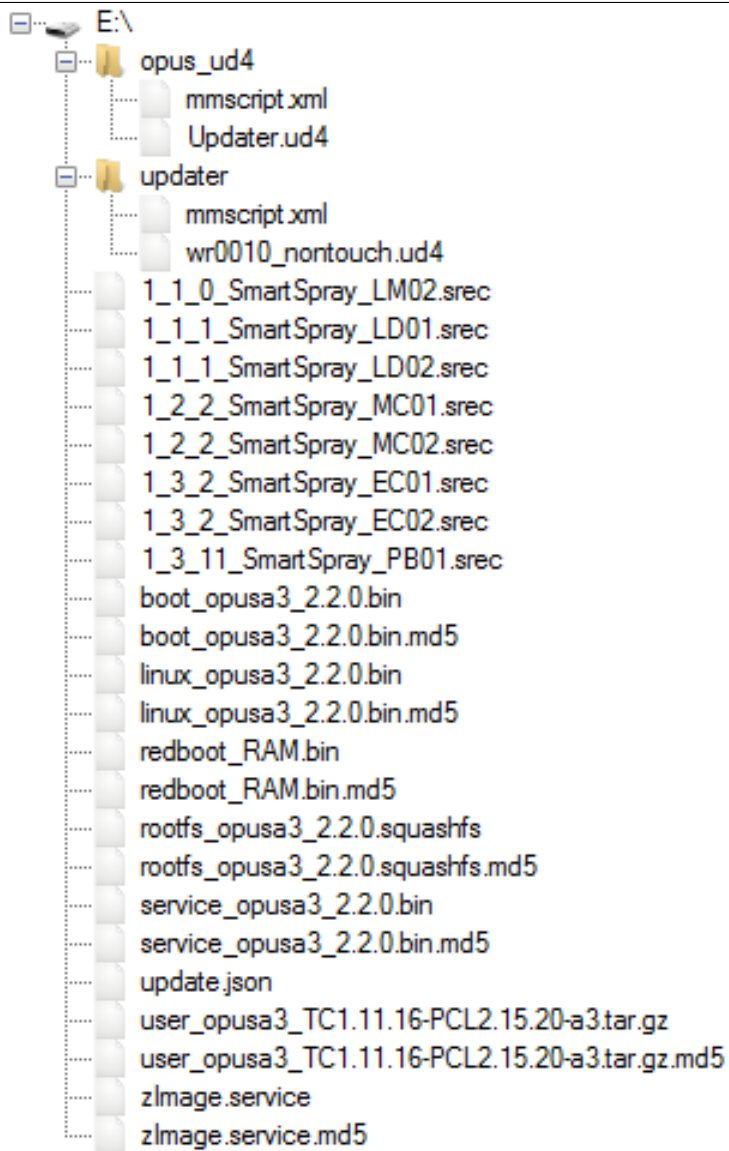 E:\
opus_ud4
mmscript.xml
Updater.ud4
updater
mmscript.xml
wr0010_nontouch.ud4
1_1_0_SmartSpray_LM02.srec
1_1_1_SmartSpray_LD01.srec
1_1_1_SmartSpray_LD02.srec
1_2_2_SmartSpray_MC01.srec
1_2_2_SmartSpray_MC02.srec
1_3_2_SmartSpray_EC01.srec
1_3_2_SmartSpray_EC02.srec
1_3_11_SmartSpray_PB01.srec
boot_opusa3_2.2.0.bin
boot_opusa3_2.2.0.bin.md5
linux_opusa3_2.2.0.bin
linux_opusa3_2.2.0.bin.md5
redboot_RAM.bin
redboot_RAM.bin.md5
rootfs_opusa3_2.2.0.squashfs
rootfs_opusa3_2.2.0.squashfs.md5
service_opusa3_2.2.0.bin
service_opusa3_2.2.0.bin.md5
update.json
user_opusa3_TC1.11.16-PCL2.15.20-a3.tar.gz
user_opusa3_TC1.11.16-PCL2.15.20-a3.tar.gz.md5
zImage.service
zImage.service.md5